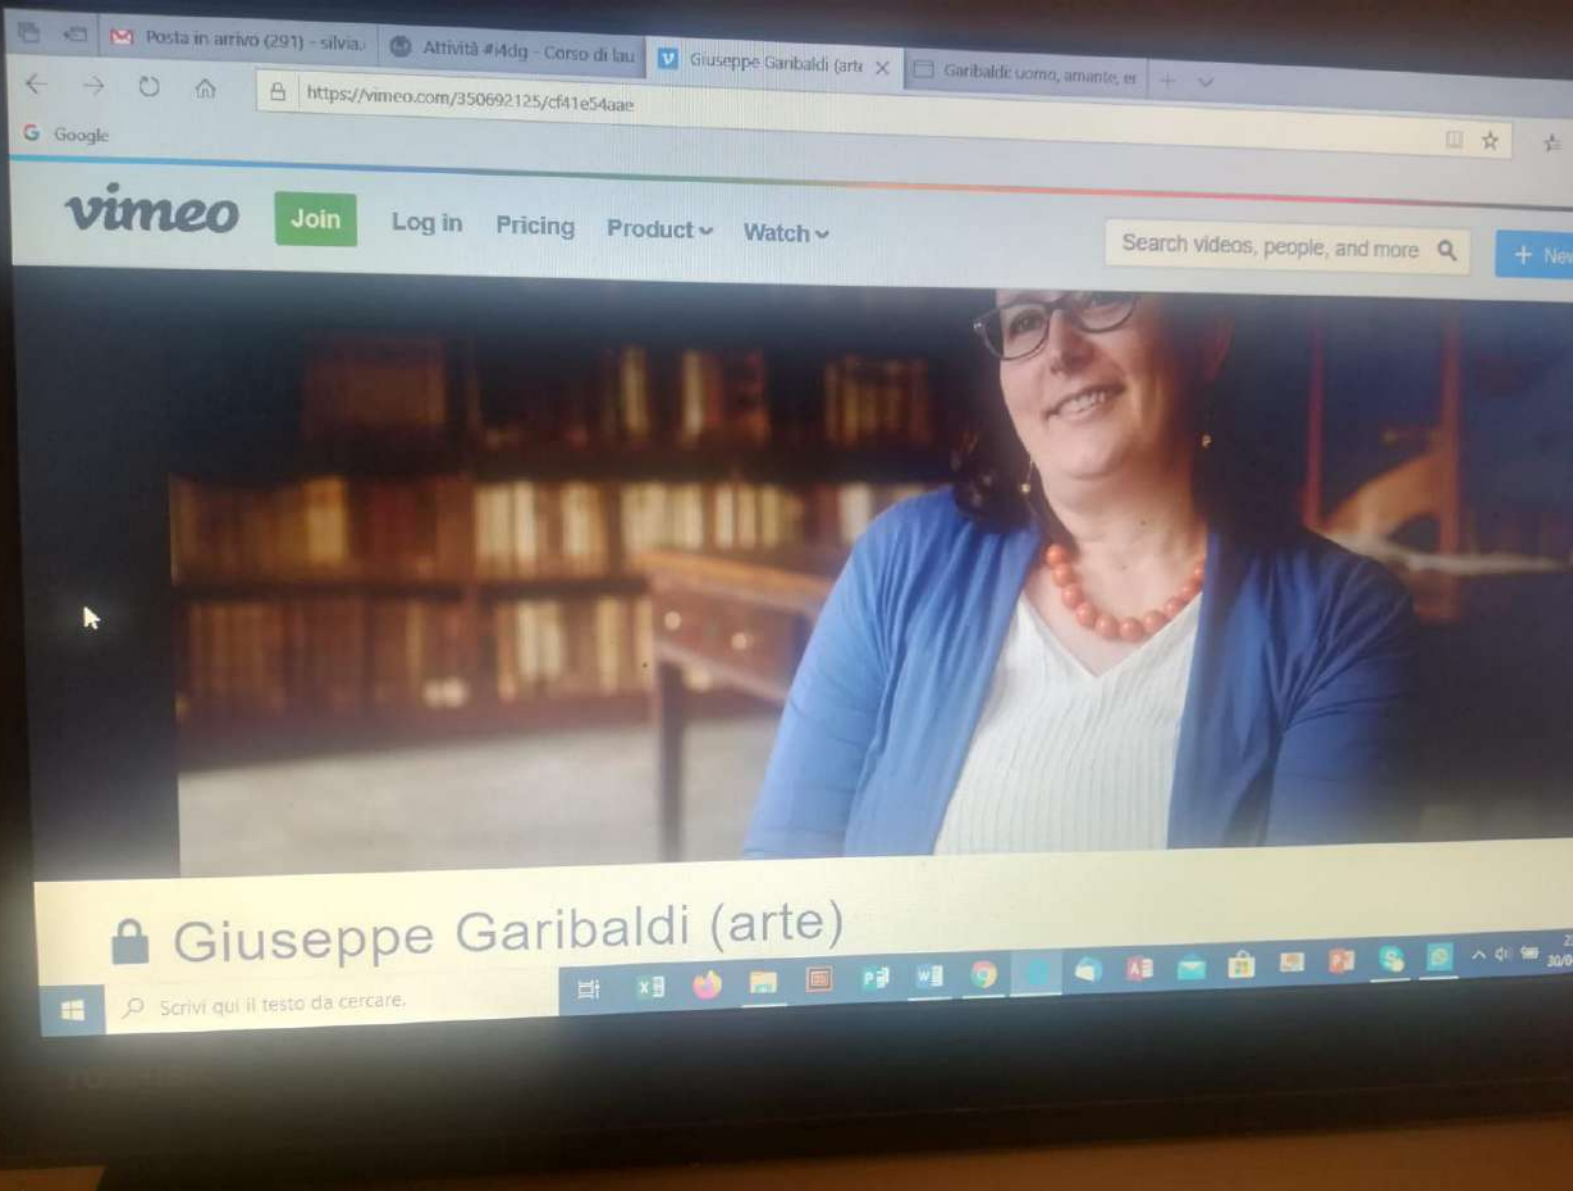 Posta in arrivo (291) - silvia.
Attività #i4dg - Corso di lau
Giuseppe Garibaldi (arte
Garibaldi: uomo, amante, er
https://vimeo.com/350692125/cf41e54aae
Google
vimeo
Join
Log in
Pricing
Product
Watch
Search videos, people, and more
+ New
Giuseppe Garibaldi (arte)
Scrivi qui il testo da cercare.